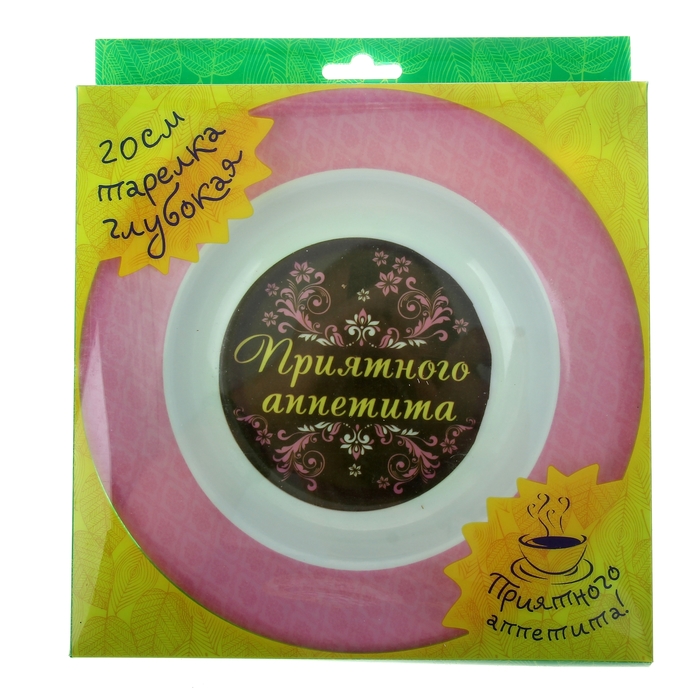 20см
тарелка
глубокая
Приятного
аппетита
Приятного
аппетита!